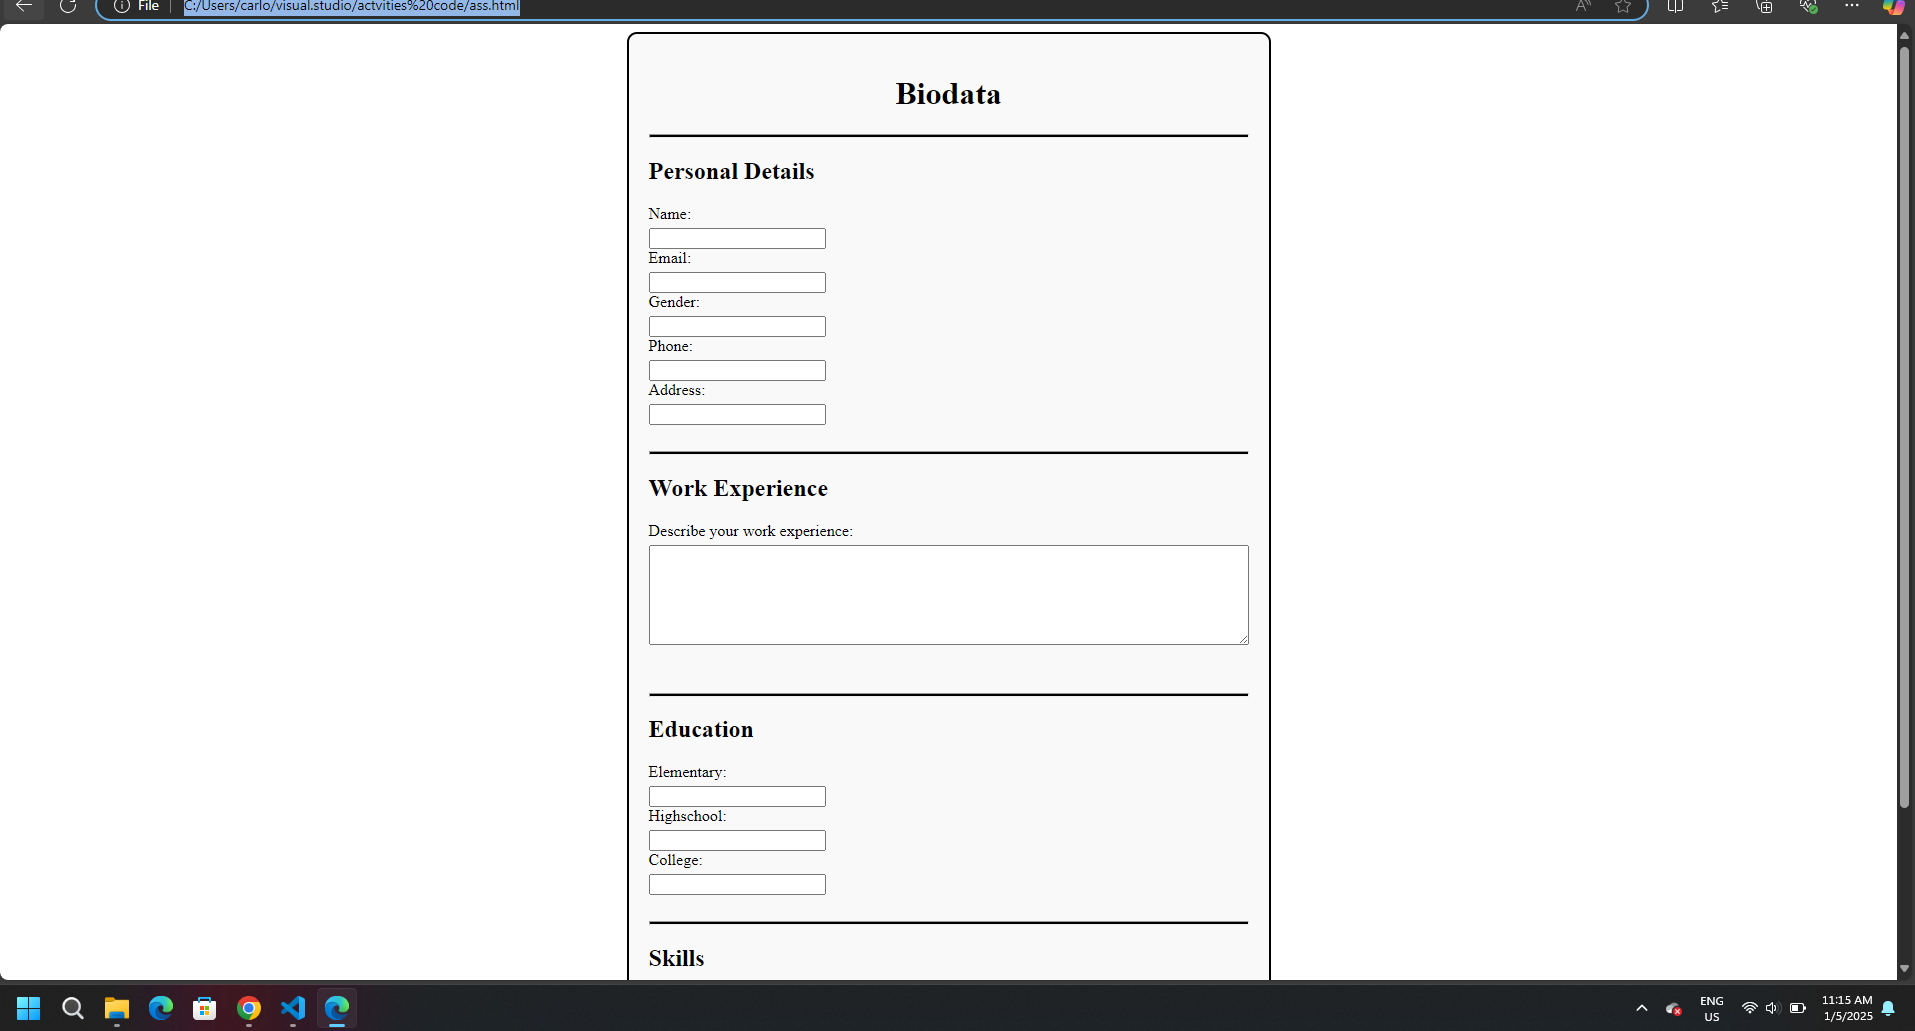 File C:/Users/carlo/visual.studio/actvities%20code/ass.html
Biodata
Personal Details
Name:
Email:
Gender:
Phone:
Address:
Work Experience
Describe your work experience:
Education
Elementary:
Highschool:
College:
Skills
ENG
US
11:15 AM
1/5/2025